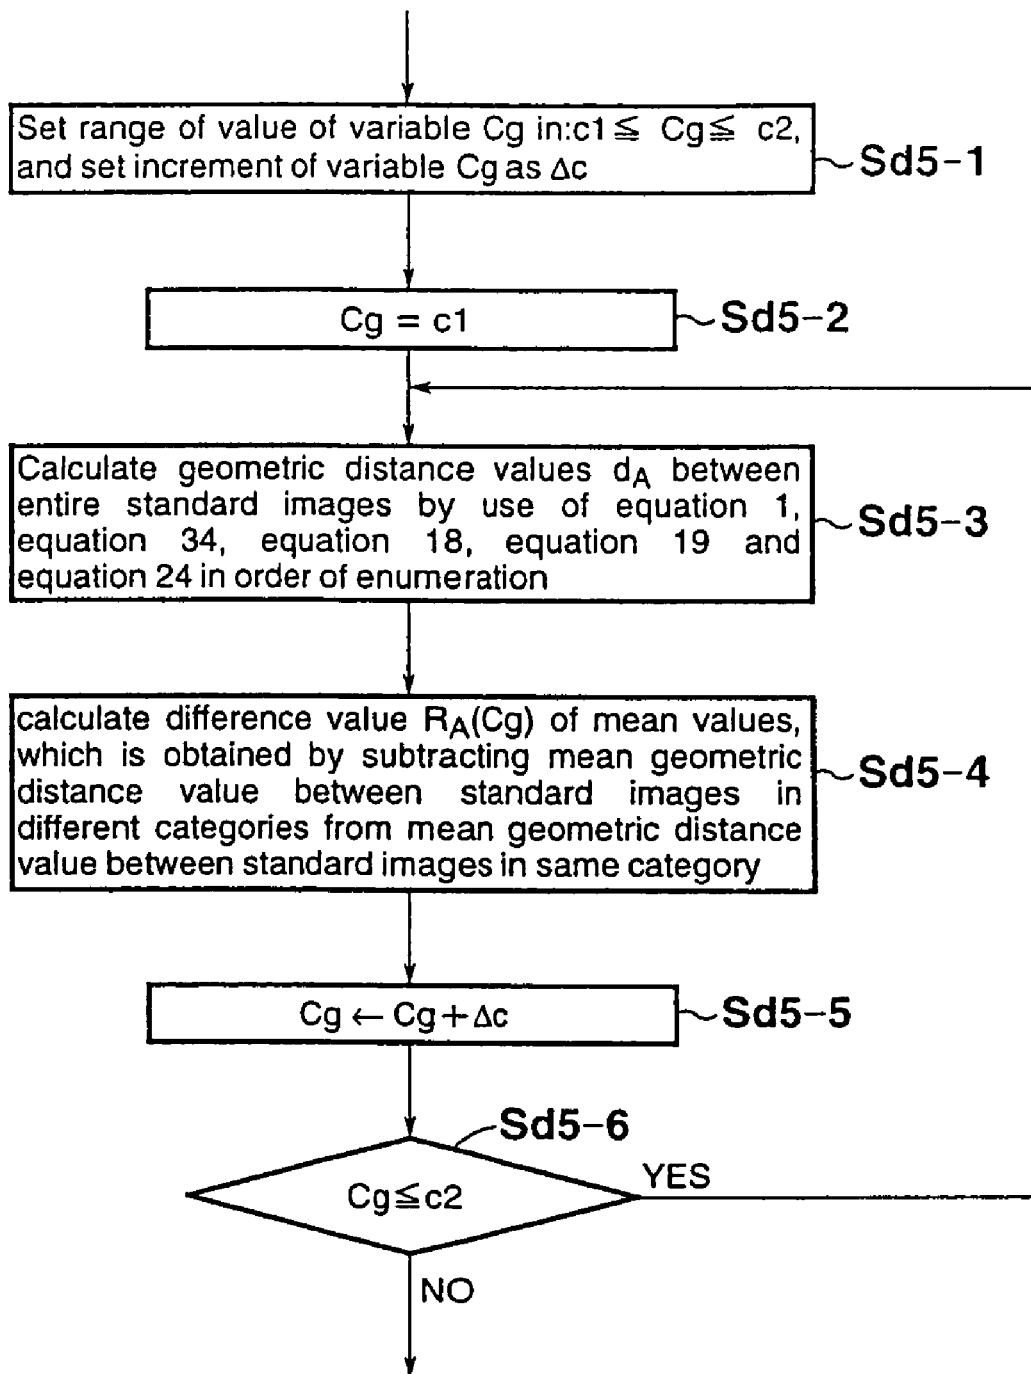 Set range of value of variable Cg in:c1≦ Cg≦ c2,
and set increment of variable Cg as Δc
Sd5-1
Cg = c1
Sd5-2
Calculate geometric distance values dA between
entire standard images by use of equation 1,
equation 34, equation 18, equation 19 and
equation 24 in order of enumeration
Sd5-3
calculate difference value RA(Cg) of mean values,
which is obtained by subtracting mean geometric
distance value between standard images in
different categories from mean geometric distance
value between standard images in same category
Sd5-4
Cg ← Cg+Δc
Sd5-5
Sd5-6
Cg≦c2
YES
NO